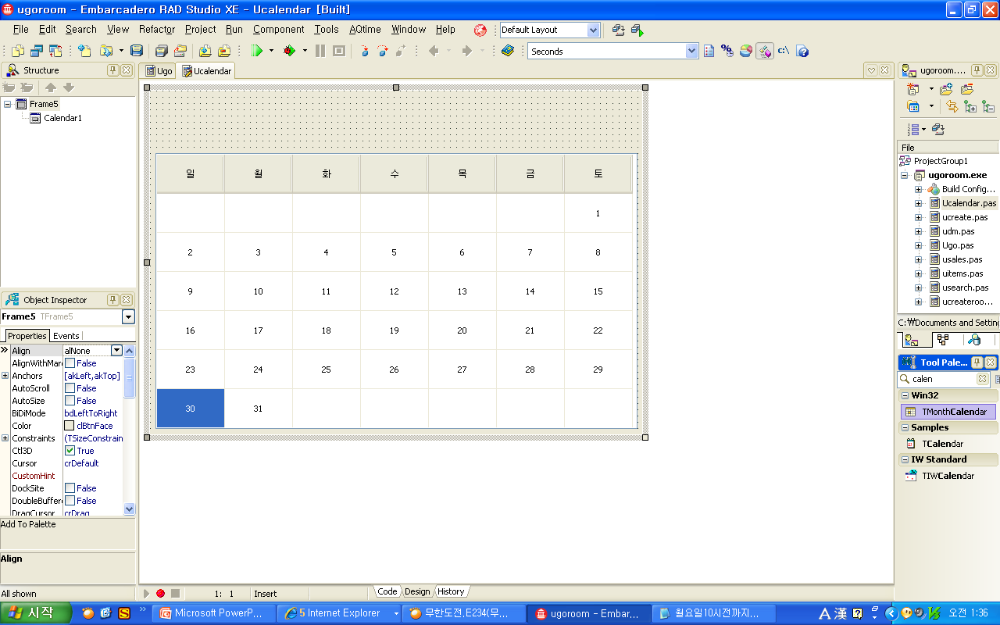 ugoroom - Embarcadero RAD Studio XE - Ucalendar [Built]
File Edit Search View Refactor Project Run Component Tools AQtime Window Help Default Layout
Seconds
Structure
Frame5
Calendar1
Ugo Ucalendar
일 월 화 수 목 금 토
1
2 3 4 5 6 7 8
9 10 11 12 13 14 15
16 17 18 19 20 21 22
23 24 25 26 27 28 29
30 31
Object Inspector
Frame5 TFrame5
Properties Events
Align alNone
AlignWithMar False
Anchors [akLeft,akTop]
AutoScroll False
AutoSize False
BiDiMode bdLeftToRight
Color clBtnFace
Constraints (TSizeConstrain
Ctl3D True
Cursor crDefault
CustomHint
DockSite False
DoubleBuffere False
DragCursor crDrag
Add To Palette
Align
All shown
1: 1 Insert
Code Design History
ugoroom....
File
ProjectGroup1
ugoroom.exe
Build Config...
Ucalendar.pas
ucreate.pas
udm.pas
Ugo.pas
usales.pas
uitems.pas
usearch.pas
ucreateroo...
C:₩Documents and Setting
Tool Pale...
calen
Win32
TMonthCalendar
Samples
TCalendar
IW Standard
TIWCalendar
시작 Microsoft PowerP... 5 Internet Explorer 무한도전,E234(무... ugoroom - Embar... 월요일10시전까지... A 漢 오전 1:36